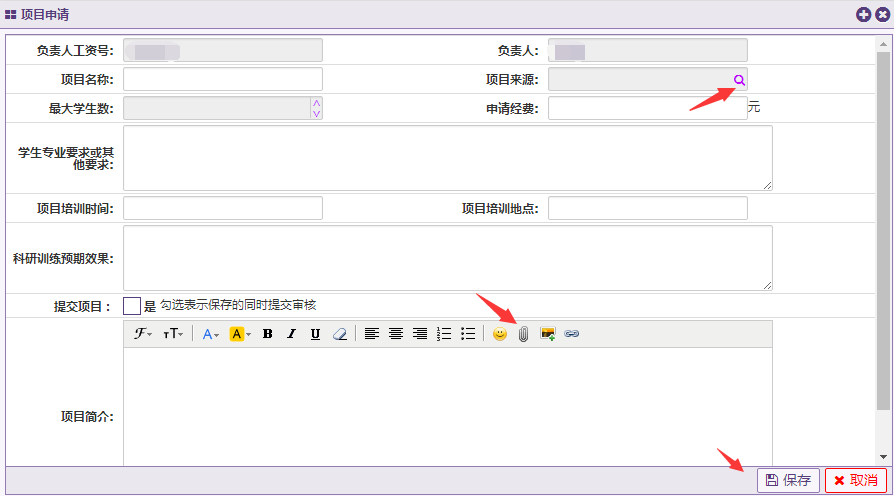 项目申请
负责人工资号:
负责人:
项目名称:
项目来源:
最大学生数:
申请经费:
元
学生专业要求或其
他要求:
项目培训时间:
项目培训地点:
科研训练预期效果:
提交项目:
是 勾选表示保存的同时提交审核
ℱ TT A A B I U
项目简介:
保存
取消